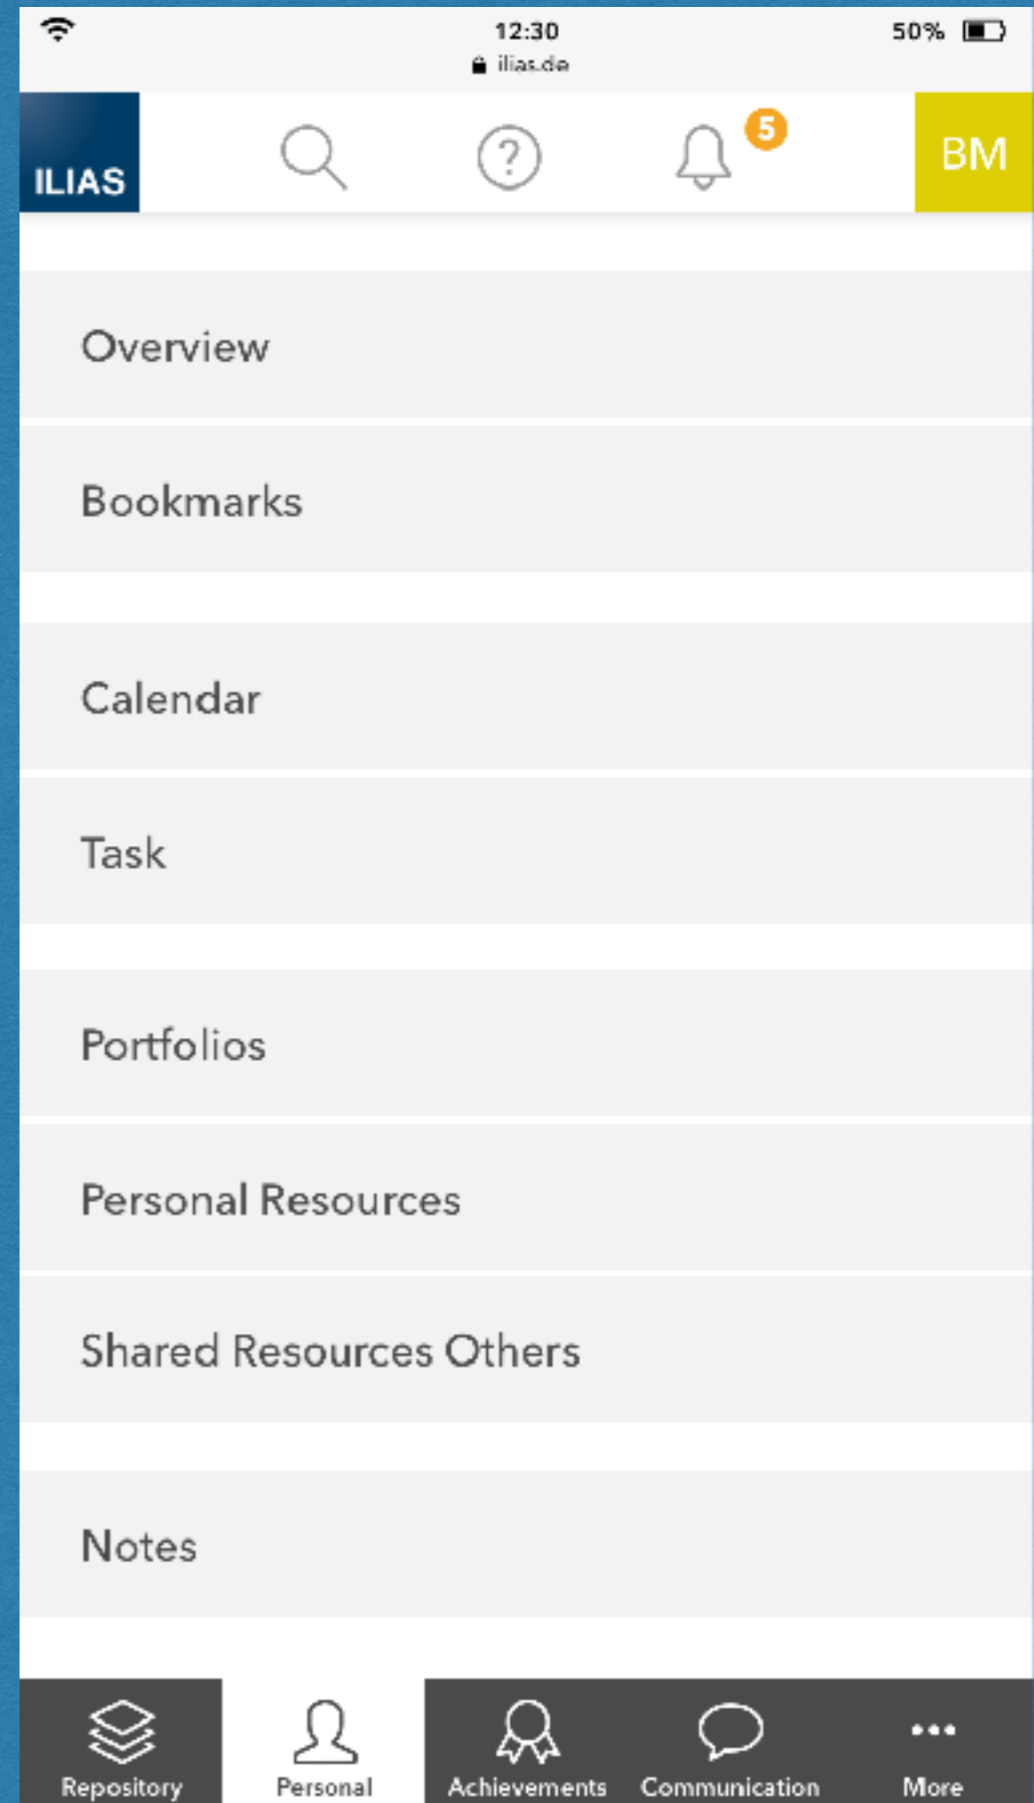 12:30
50%
ilias.de
ILIAS
?
5
BM
Overview
Bookmarks
Calendar
Task
Portfolios
Personal Resources
Shared Resources Others
Notes
Repository
Personal
Achievements
Communication
More